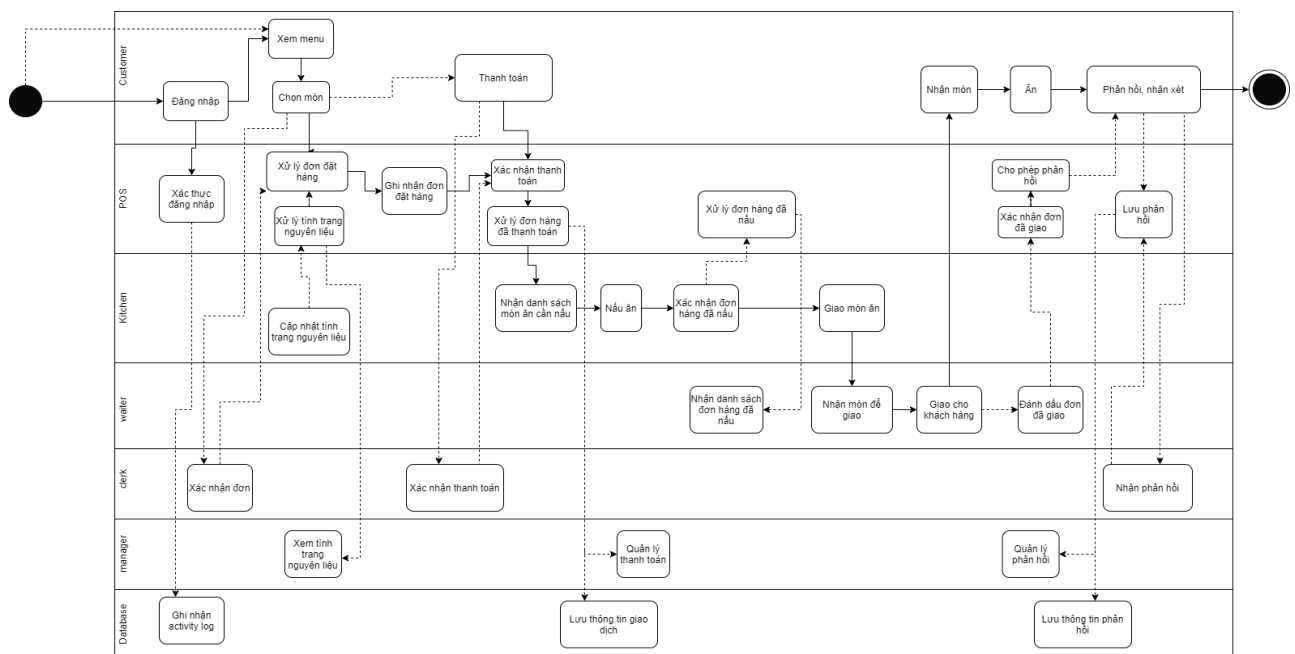 Customer
Xem menu
Đăng nhập
Chọn món
Thanh toán
Nhận món
Ăn
Phản hồi, nhận xét
POS
Xác thực
đăng nhập
Xử lý đơn đặt
hàng
Xử lý tình trạng
nguyên liệu
Ghi nhận đơn
đặt hàng
Xác nhận thanh
toán
Xử lý đơn hàng
đã thanh toán
Xử lý đơn hàng đã
nấu
Cho phép phản
hồi
Xác nhận đơn
đã giao
Lưu phản
hồi
Kitchen
Cập nhật tình
trạng nguyên liệu
Nhận danh sách
món ăn cần nấu
Nấu ăn
Xác nhận đơn
hàng đã nấu
Giao món ăn
waiter
Nhận danh sách
đơn hàng đã
nấu
Nhận món để
giao
Giao cho
khách hàng
Đánh dấu đơn
đã giao
clerk
Xác nhận đơn
Xác nhận thanh toán
Nhận phản hồi
manager
Xem tình
trạng
nguyên liệu
Quản lý
thanh toán
Quản lý
phản hồi
Database
Ghi nhận
activity log
Lưu thông tin giao
dịch
Lưu thông tin phản
hồi